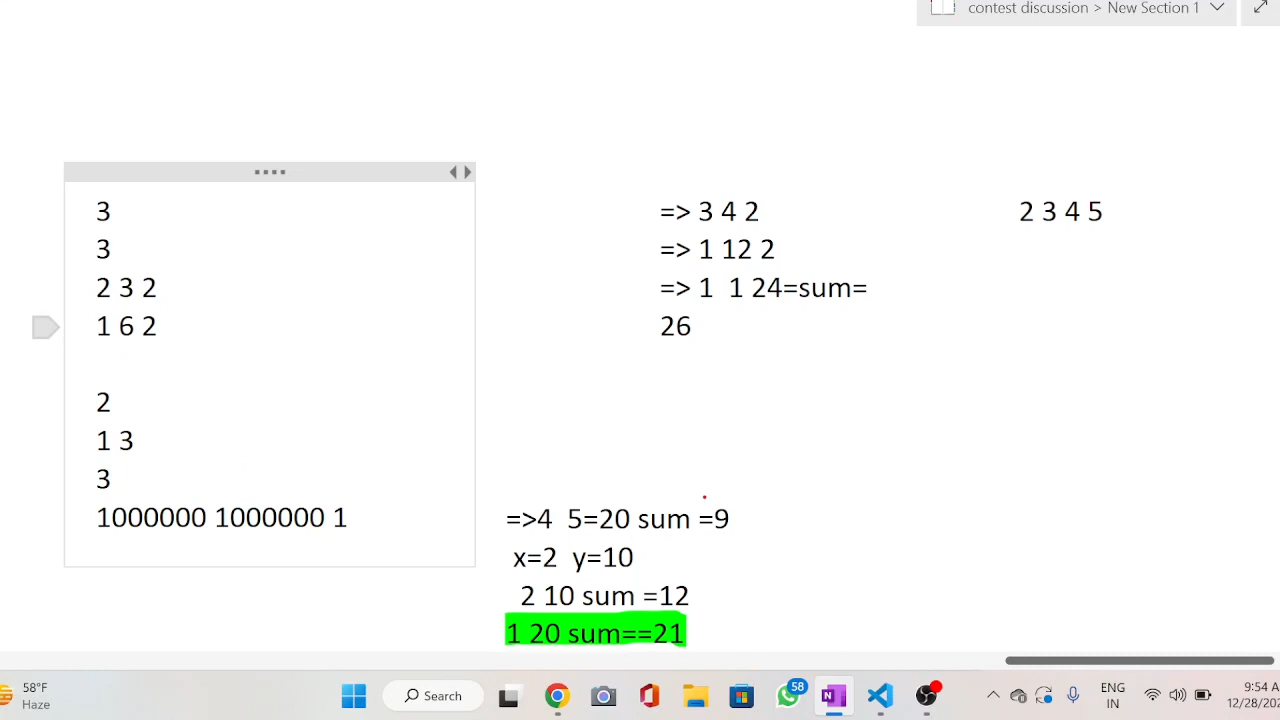 contest discussion > New Section 1
3
3
2 3 2
1 6 2
2
1 3
3
1000000 1000000 1
=> 3 4 2
=> 1 12 2
=> 1  1 24=sum=
26
2 3 4 5
=>4  5=20 sum =9
x=2  y=10
2 10 sum =12
1 20 sum==21
58°F
Haze
Search
58
ENG
IN
9:54 AM